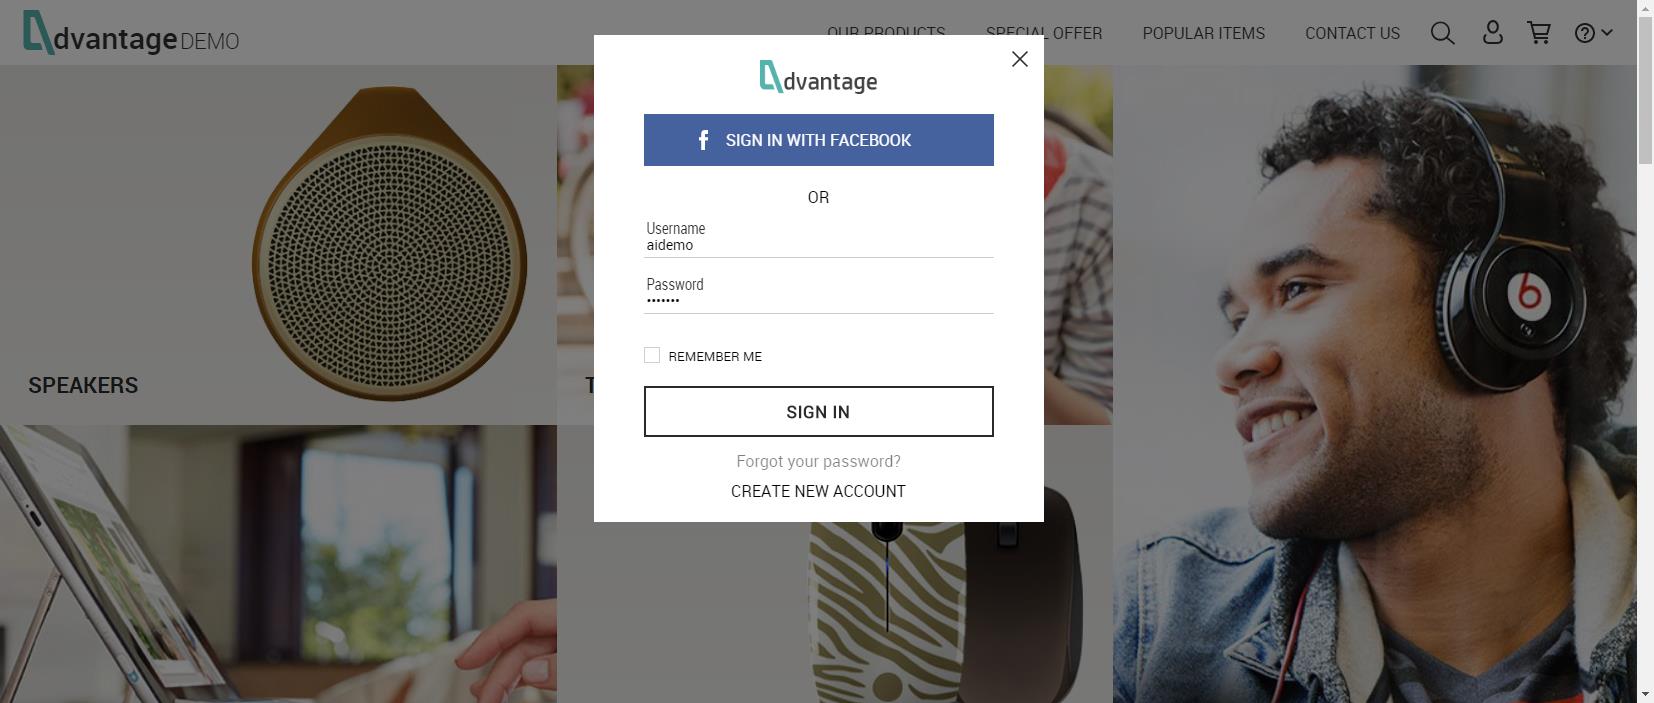 dvantage DEMO
OUR PRODUCTS
SPECIAL OFFER
POPULAR ITEMS
CONTACT US
dvantage
SIGN IN WITH FACEBOOK
OR
Username
aidemo
Password
•••••••
REMEMBER ME
SIGN IN
Forgot your password?
CREATE NEW ACCOUNT
SPEAKERS
T